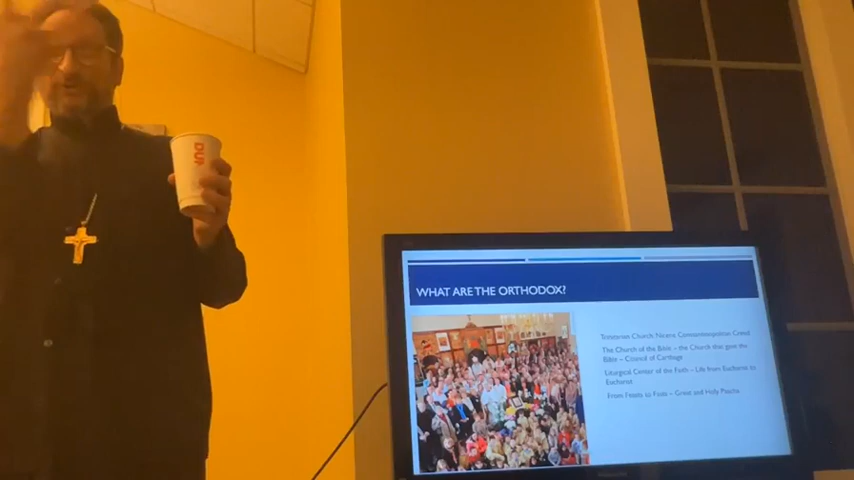 DUN
WHAT ARE THE ORTHODOX?
Trinitarian Church: Niceno Constantinopolitan Creed
The Church of the Bible – the Church that gave the
Bible – Council of Carthage
Liturgical Center of the Faith – Life from Eucharist to
Eucharist
From Feasts to Fasts – Great and Holy Pascha